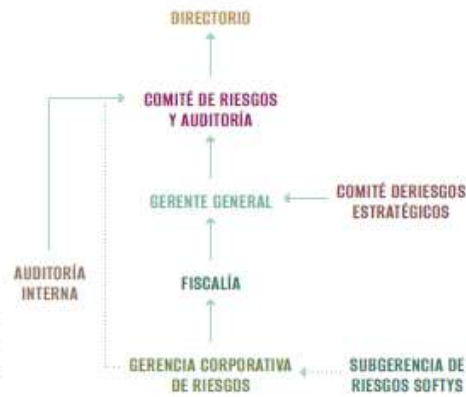 DIRECTORIO
COMITÉ DE RIESGOS
Y AUDITORÍA
GERENTE GENERAL
COMITÉ DERIESGOS
ESTRATÉGICOS
AUDITORÍA
INTERNA
FISCALÍA
GERENCIA CORPORATIVA
DE RIESGOS
SUBGERENCIA DE
RIESGOS SOFTYS